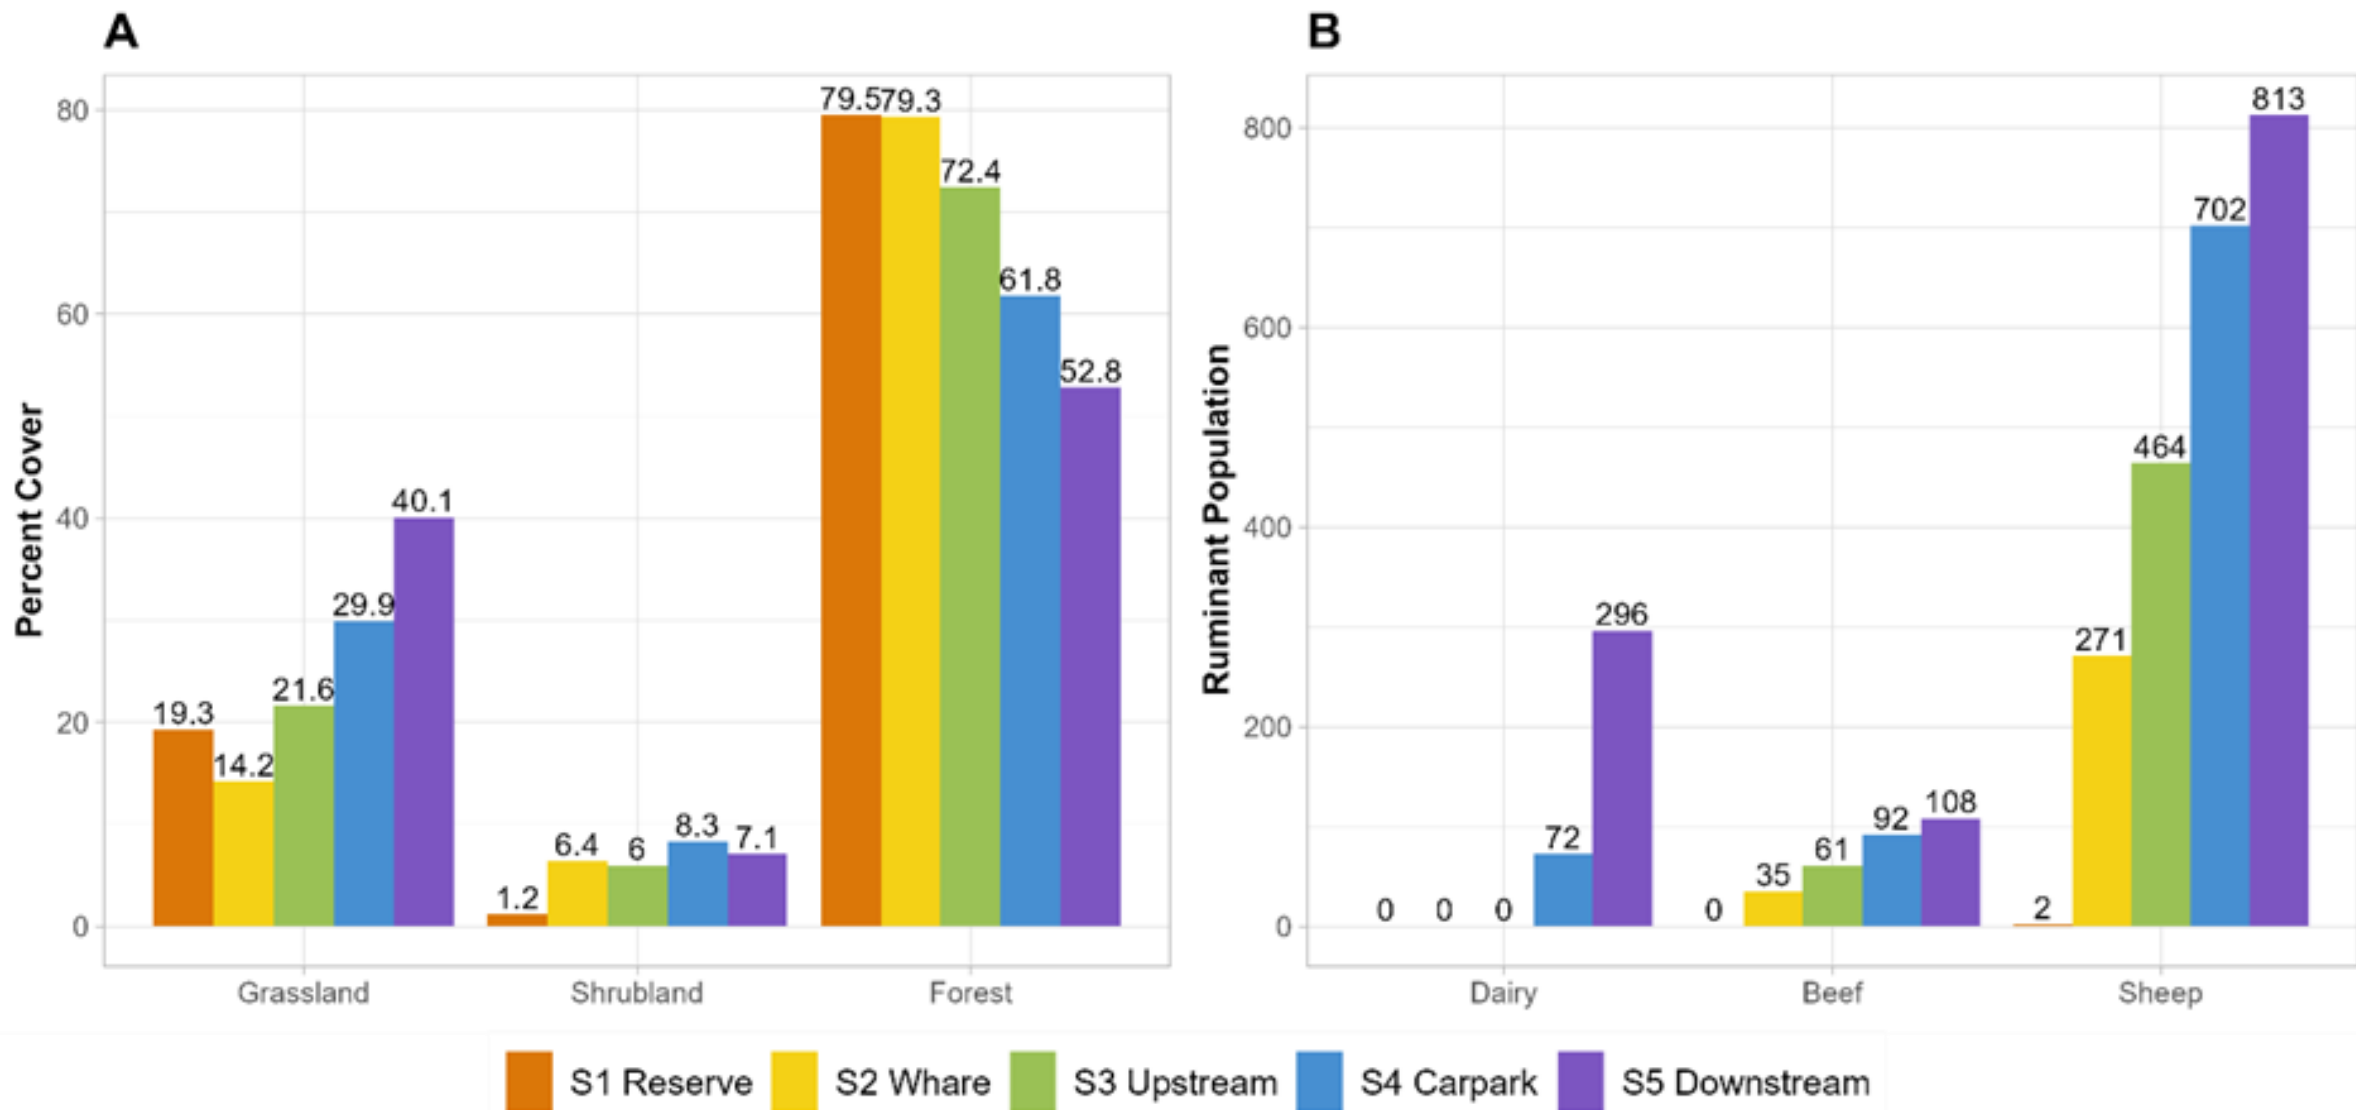 A
Percent Cover
80
60
40
20
0
19.3
14.2
21.6
29.9
40.1
1.2
6.4
6
8.3
7.1
79.5
79.3
72.4
61.8
52.8
Grassland
Shrubland
Forest
B
Ruminant Population
800
600
400
200
0
0
0
0
72
296
0
35
61
92
108
2
271
464
702
813
Dairy
Beef
Sheep
S1 Reserve
S2 Whare
S3 Upstream
S4 Carpark
S5 Downstream